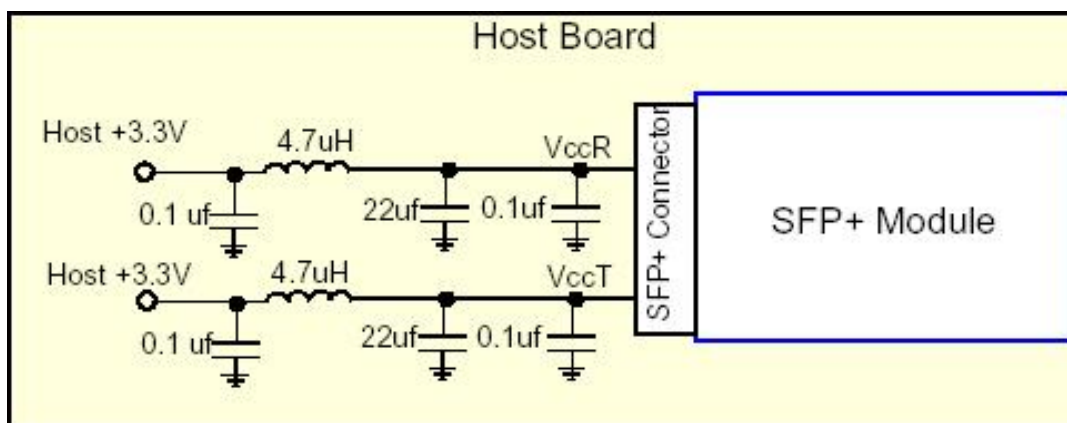 Host Board
Host +3.3V
4.7uH
VccR
0.1 uf
22uf
0.1uf
Host +3.3V
4.7uH
VccT
0.1 uf
22uf
0.1uf
SFP+ Connector
SFP+ Module